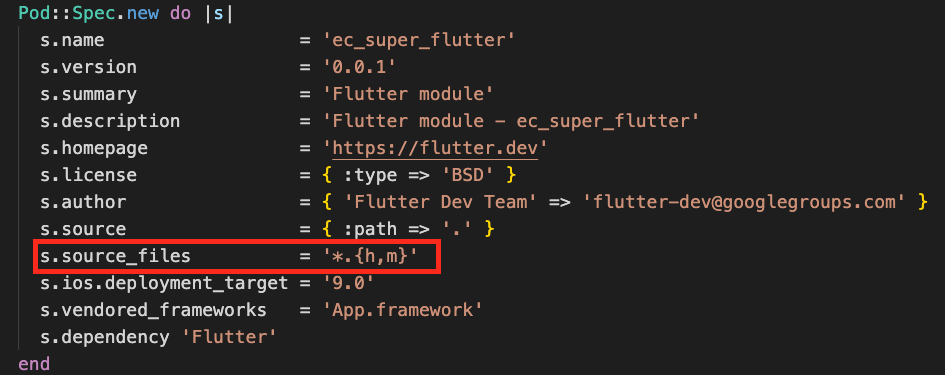 Pod::Spec.new do |s|
  s.name                  = 'ec_super_flutter'
  s.version               = '0.0.1'
  s.summary               = 'Flutter module'
  s.description           = 'Flutter module - ec_super_flutter'
  s.homepage              = 'https://flutter.dev'
  s.license               = { :type => 'BSD' }
  s.author                = { 'Flutter Dev Team' => 'flutter-dev@googlegroups.com' }
  s.source                = { :path => '.' }
  s.source_files          = '*.{h,m}'
  s.ios.deployment_target = '9.0'
  s.vendored_frameworks   = 'App.framework'
  s.dependency 'Flutter'
end